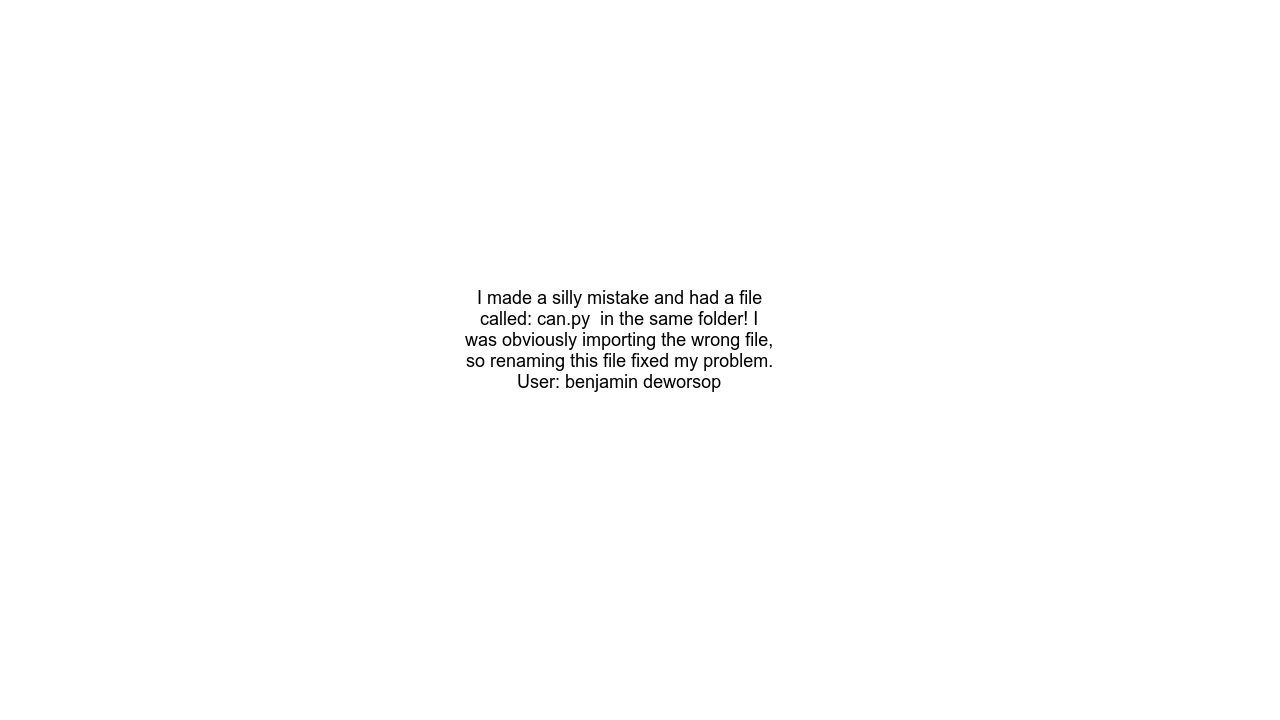 I made a silly mistake and had a file
called: can.py  in the same folder! I
was obviously importing the wrong file,
so renaming this file fixed my problem.
User: benjamin deworsop